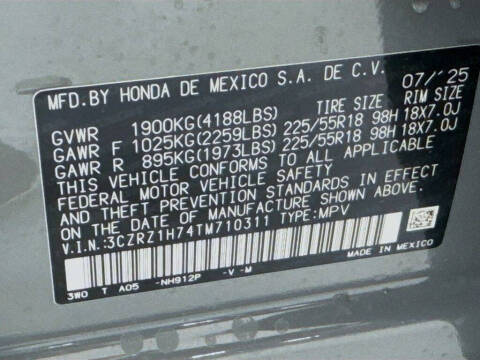 MFD. BY HONDA DE MEXICO S.A. DE C.V. 07/'25
TIRE SIZE RIM SIZE
GVWR 1900KG(4188LBS)
GAWR F 1025KG(2259LBS) 225/55R18 98H 18X7.0J
GAWR R 895KG(1973LBS) 225/55R18 98H 18X7.0J
THIS VEHICLE CONFORMS TO ALL APPLICABLE
FEDERAL MOTOR VEHICLE SAFETY STANDARDS IN EFFECT
ON THE DATE OF MANUFACTURE SHOWN ABOVE.
V.I.N.:3CZRZ1H74TM710311 TYPE:MPV
3W0 T A05 -NH912P -V -M
MADE IN MEXICO